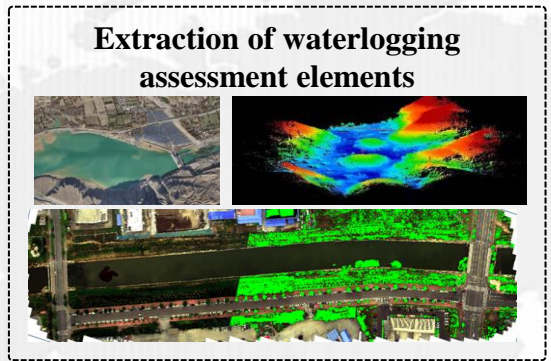 Extraction of waterlogging
assessment elements